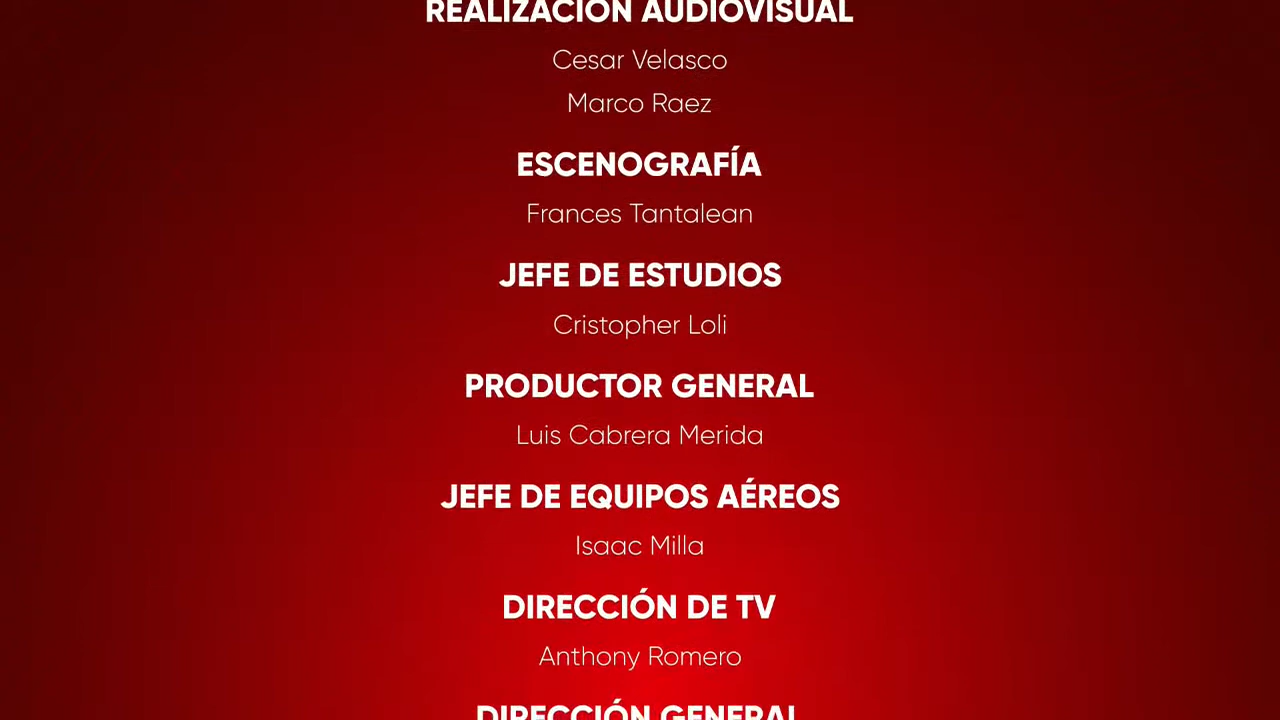 REALIZACIÓN AUDIOVISUAL
Cesar Velasco
Marco Raez
ESCENOGRAFÍA
Frances Tantalean
JEFE DE ESTUDIOS
Cristopher Loli
PRODUCTOR GENERAL
Luis Cabrera Merida
JEFE DE EQUIPOS AÉREOS
Isaac Milla
DIRECCIÓN DE TV
Anthony Romero
DIRECCIÓN GENERAL